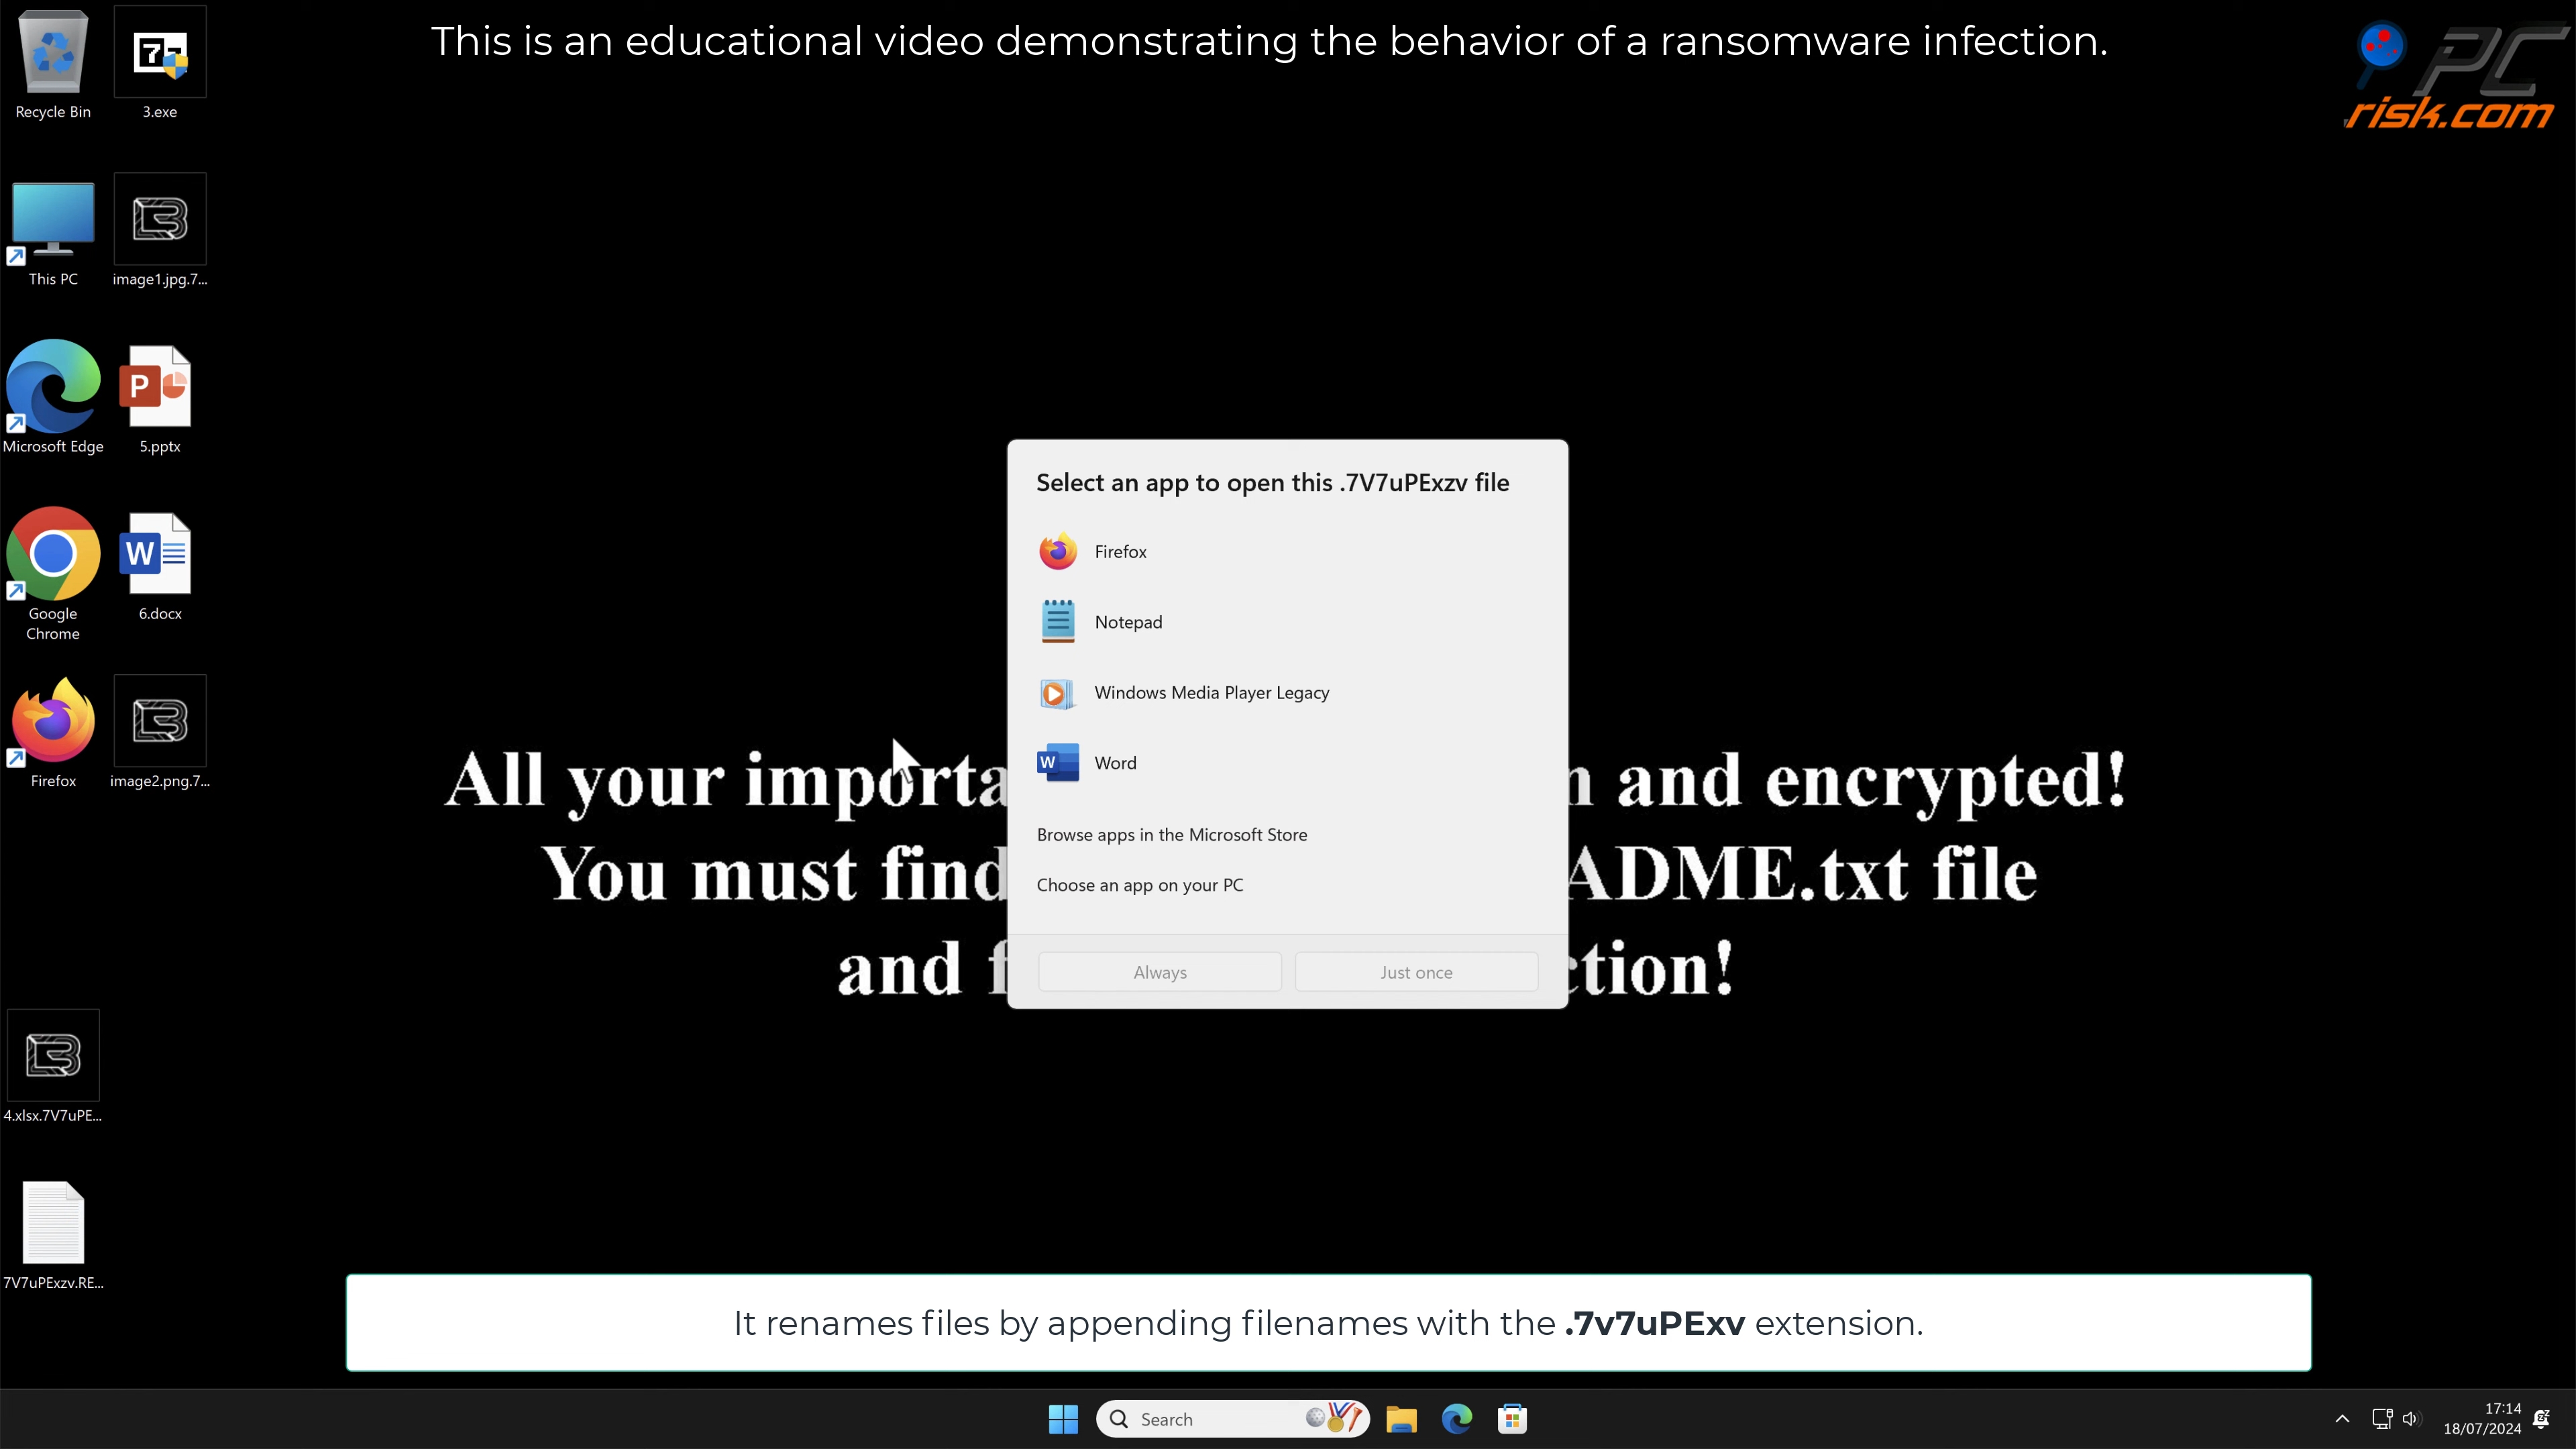 This is an educational video demonstrating the behavior of a ransomware infection.
PC
risk.com
Recycle Bin
3.exe
This PC
image1.jpg.7...
Microsoft Edge
5.pptx
Google
Chrome
6.docx
Firefox
image2.png.7...
4.xlsx.7V7uPE...
7V7uPExzv.RE...
Select an app to open this .7V7uPExzv file
Firefox
Notepad
Windows Media Player Legacy
Word
Browse apps in the Microsoft Store
Choose an app on your PC
Always
Just once
All your and encrypted!
You must find file
and
It renames files by appending filenames with the .7v7uPExv extension.
Search
17:14
18/07/2024